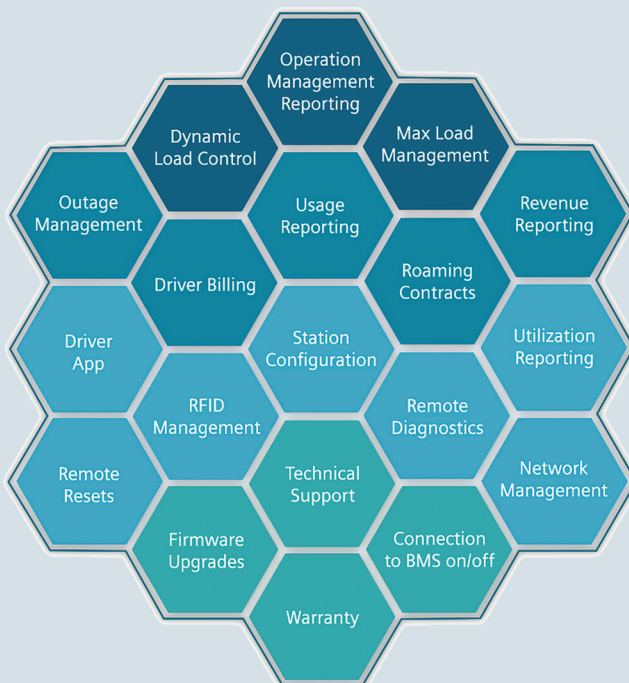 Operation
Management
Reporting
Dynamic
Load Control
Max Load
Management
Outage
Management
Usage
Reporting
Revenue
Reporting
Driver Billing
Roaming
Contracts
Driver
App
Station
Configuration
Utilization
Reporting
RFID
Management
Remote
Diagnostics
Remote
Resets
Technical
Support
Network
Management
Firmware
Upgrades
Connection
to BMS on/off
Warranty